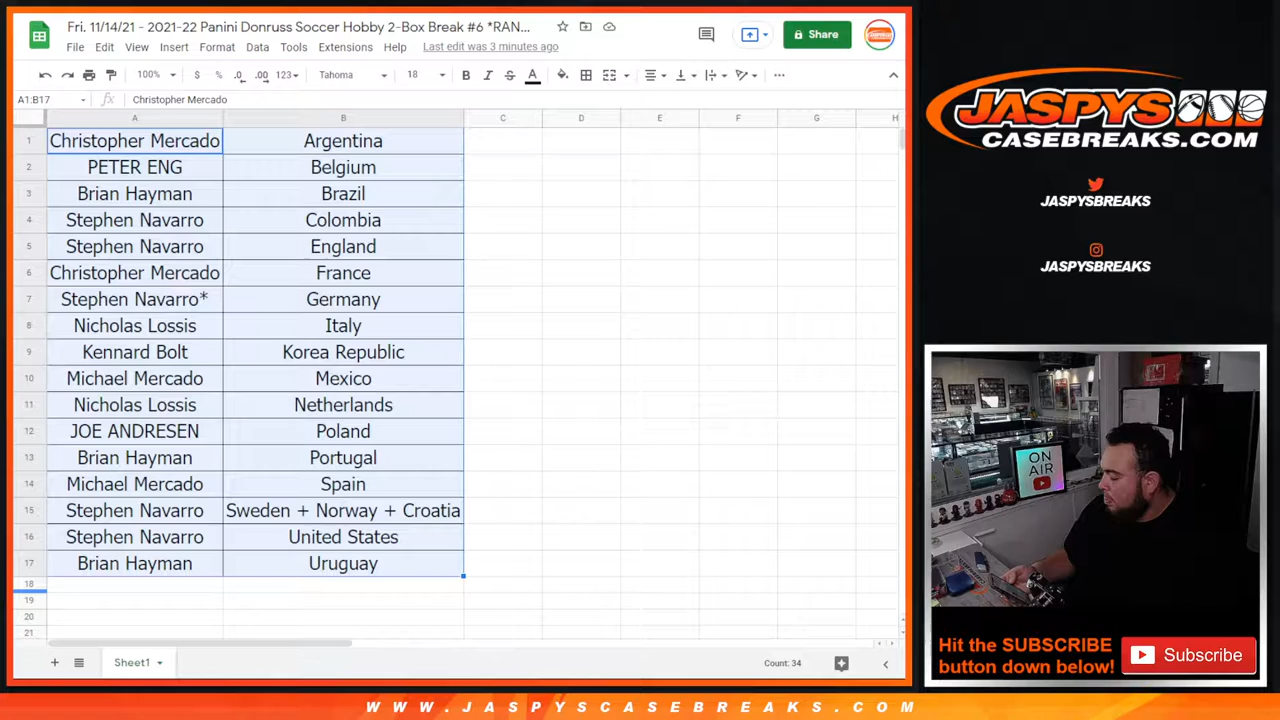 Fri. 11/14/21 - 2021-22 Panini Donruss Soccer Hobby 2-Box Break #6 *RAN...
File Edit View Insert Format Data Tools Extensions Help Last edit was 3 minutes ago
Share
100% $ % .0 .00 123 Tahoma 18 B I S A
A1:B17 fx Christopher Mercado
A B C D E F G H
1 Christopher Mercado Argentina
2 PETER ENG Belgium
3 Brian Hayman Brazil
4 Stephen Navarro Colombia
5 Stephen Navarro England
6 Christopher Mercado France
7 Stephen Navarro* Germany
8 Nicholas Lossis Italy
9 Kennard Bolt Korea Republic
10 Michael Mercado Mexico
11 Nicholas Lossis Netherlands
12 JOE ANDRESEN Poland
13 Brian Hayman Portugal
14 Michael Mercado Spain
15 Stephen Navarro Sweden + Norway + Croatia
16 Stephen Navarro United States
17 Brian Hayman Uruguay
18
19
20
21
Sheet1
Count: 34
JASPYS
CASEBREAKS.COM
JASPYSBREAKS
JASPYSBREAKS
ON
AIR
Hit the SUBSCRIBE
button down below!
Subscribe
WWW.JASPYSCASEBREAKS.COM